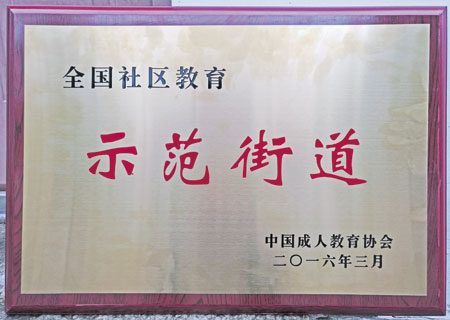 全国社区教育
示范街道
中国成人教育协会
二〇一六年三月